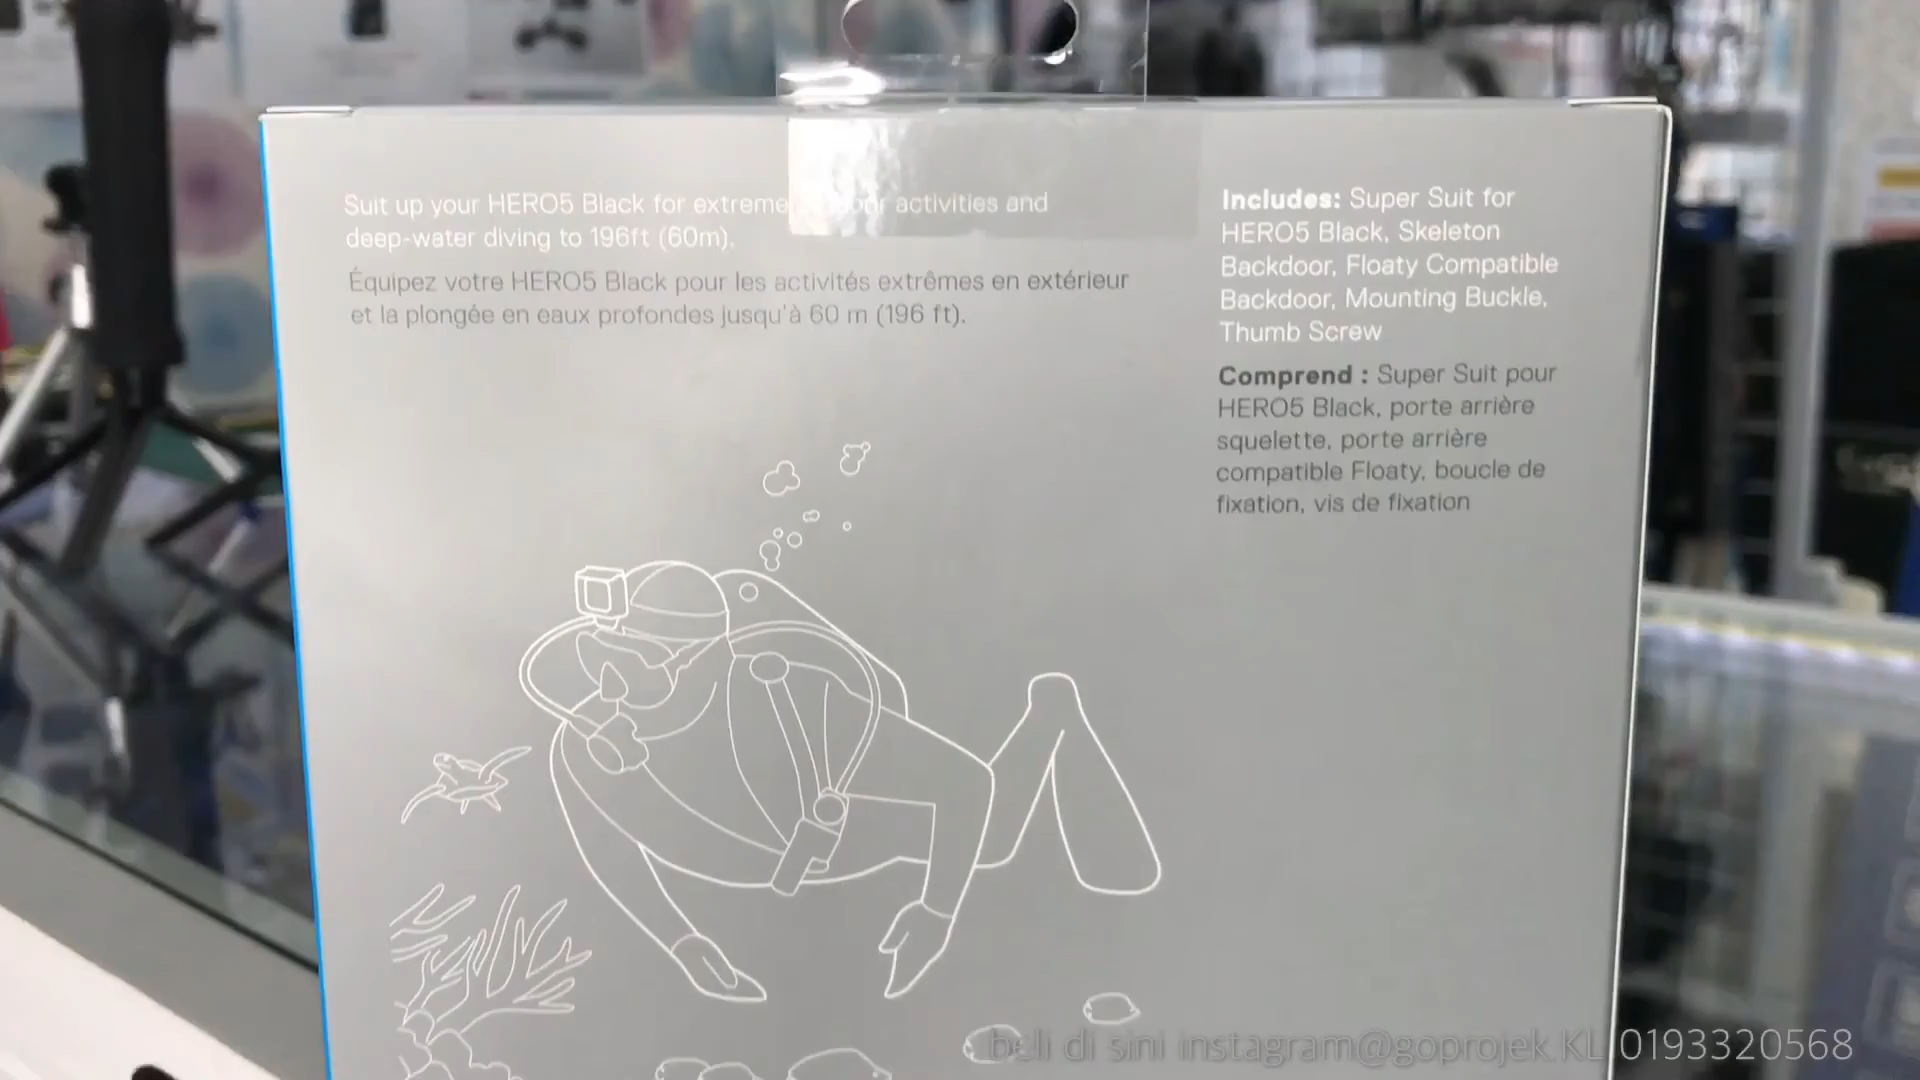 Suit up your HERO5 Black for extreme activities and
deep-water diving to 196ft (60m).
Équipez votre HERO5 Black pour les activités extrêmes en extérieur
et la plongée en eaux profondes jusqu'à 60 m (196 ft).
Includes: Super Suit for
HERO5 Black, Skeleton
Backdoor, Floaty Compatible
Backdoor, Mounting Buckle,
Thumb Screw
Comprend : Super Suit pour
HERO5 Black, porte arrière
squelette, porte arrière
compatible Floaty, boucle de
fixation, vis de fixation
beli di sini instagram@goprojek.KL 0193320568